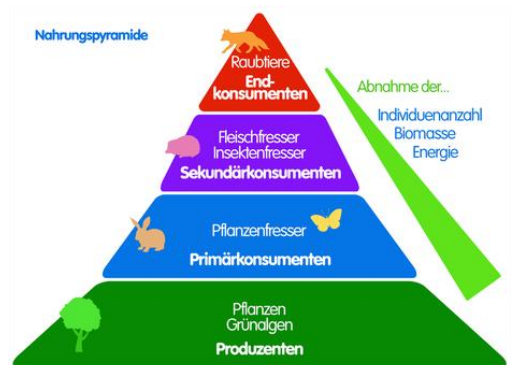 Nahrungspyramide
Raubtiere
End-
konsumenten
Abnahme der...
Individuenanzahl
Biomasse
Energie
Fleischfresser
Insektenfresser
Sekundärkonsumenten
Pflanzenfresser
Primärkonsumenten
Pflanzen
Grünalgen
Produzenten